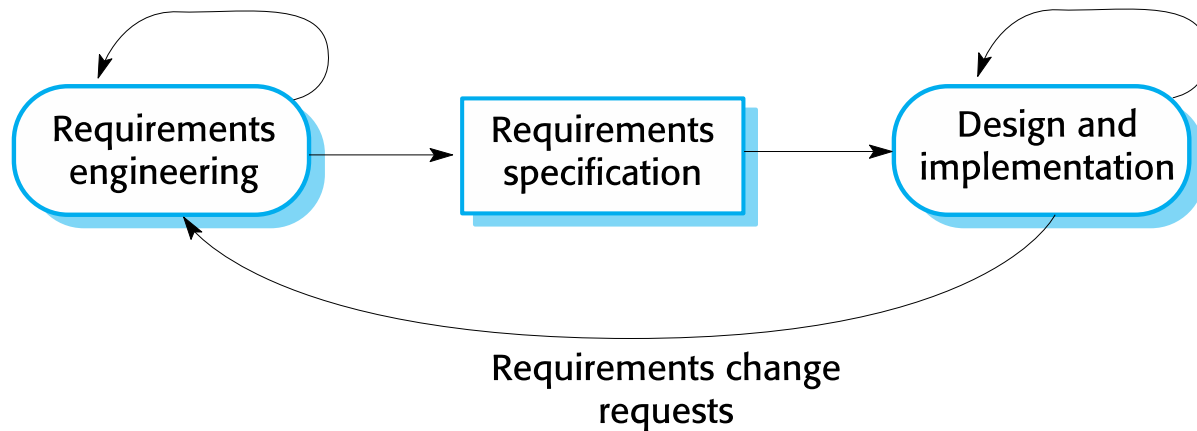 Requirements
engineering
Requirements
specification
Design and
implementation
Requirements change
requests